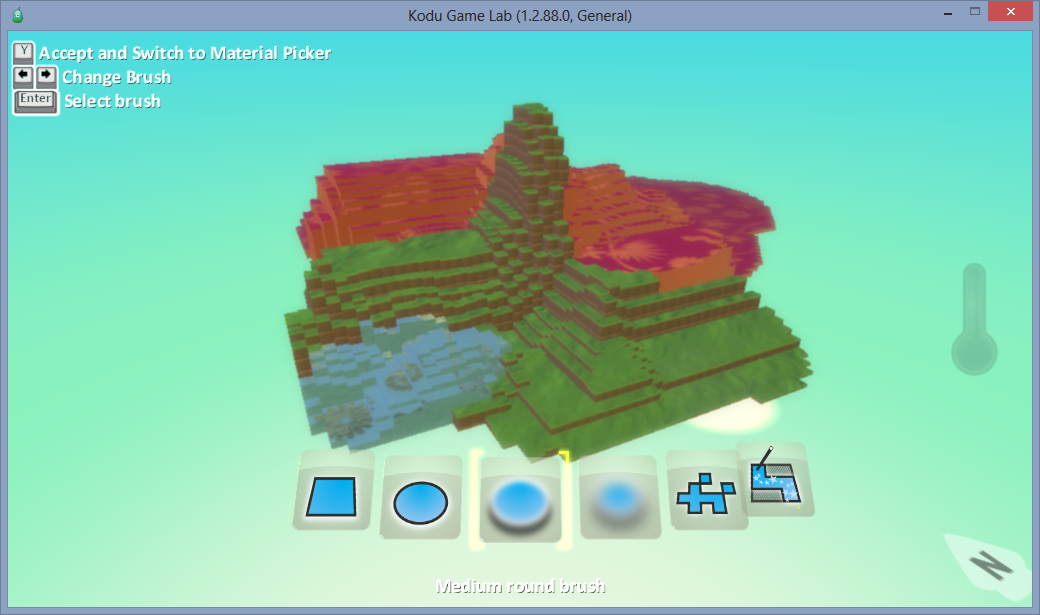 Kodu Game Lab (1.2.88.0, General)
Y Accept and Switch to Material Picker
Change Brush
Enter Select brush
Medium round brush
N